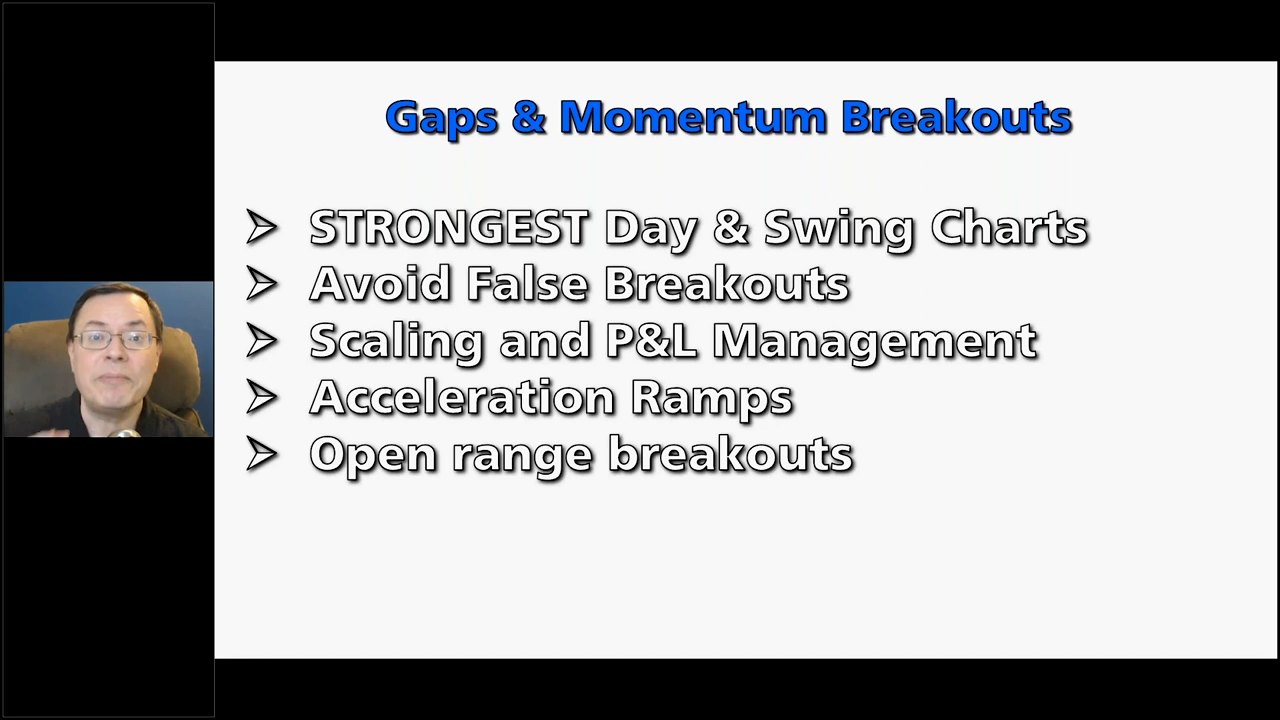 Gaps & Momentum Breakouts
STRONGEST Day & Swing Charts
Avoid False Breakouts
Scaling and P&L Management
Acceleration Ramps
Open range breakouts